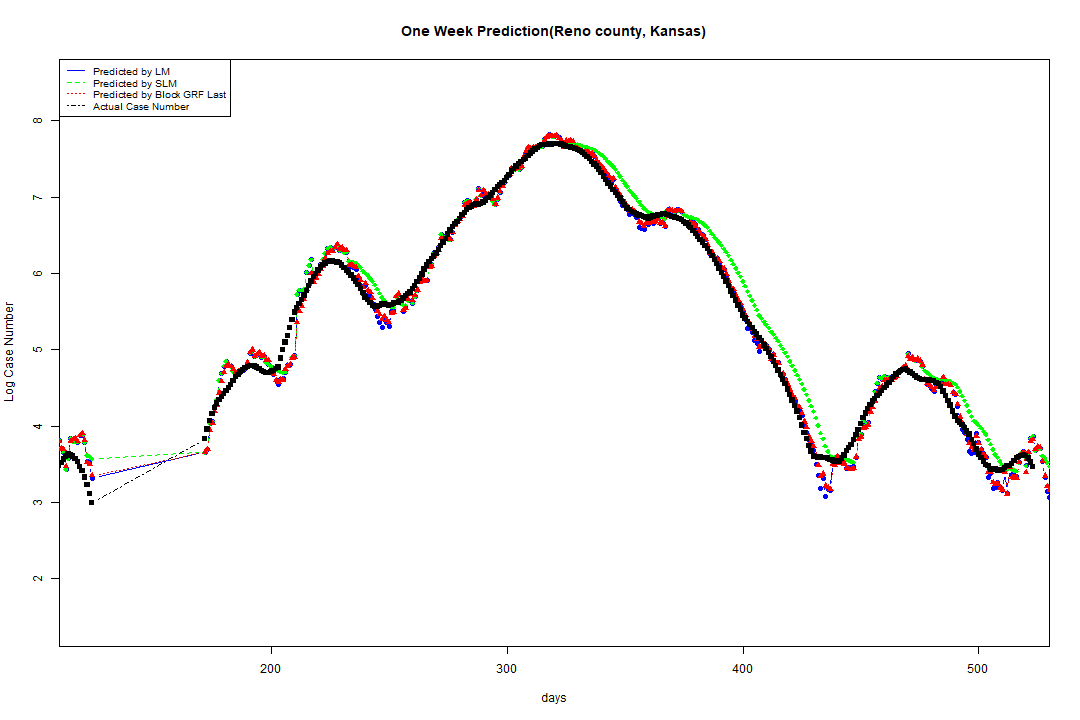 One Week Prediction(Reno county, Kansas)
Predicted by LM
Predicted by SLM
Predicted by Block GRF Last
Actual Case Number
8
7
6
5
4
3
2
Log Case Number
200 300 400 500
days